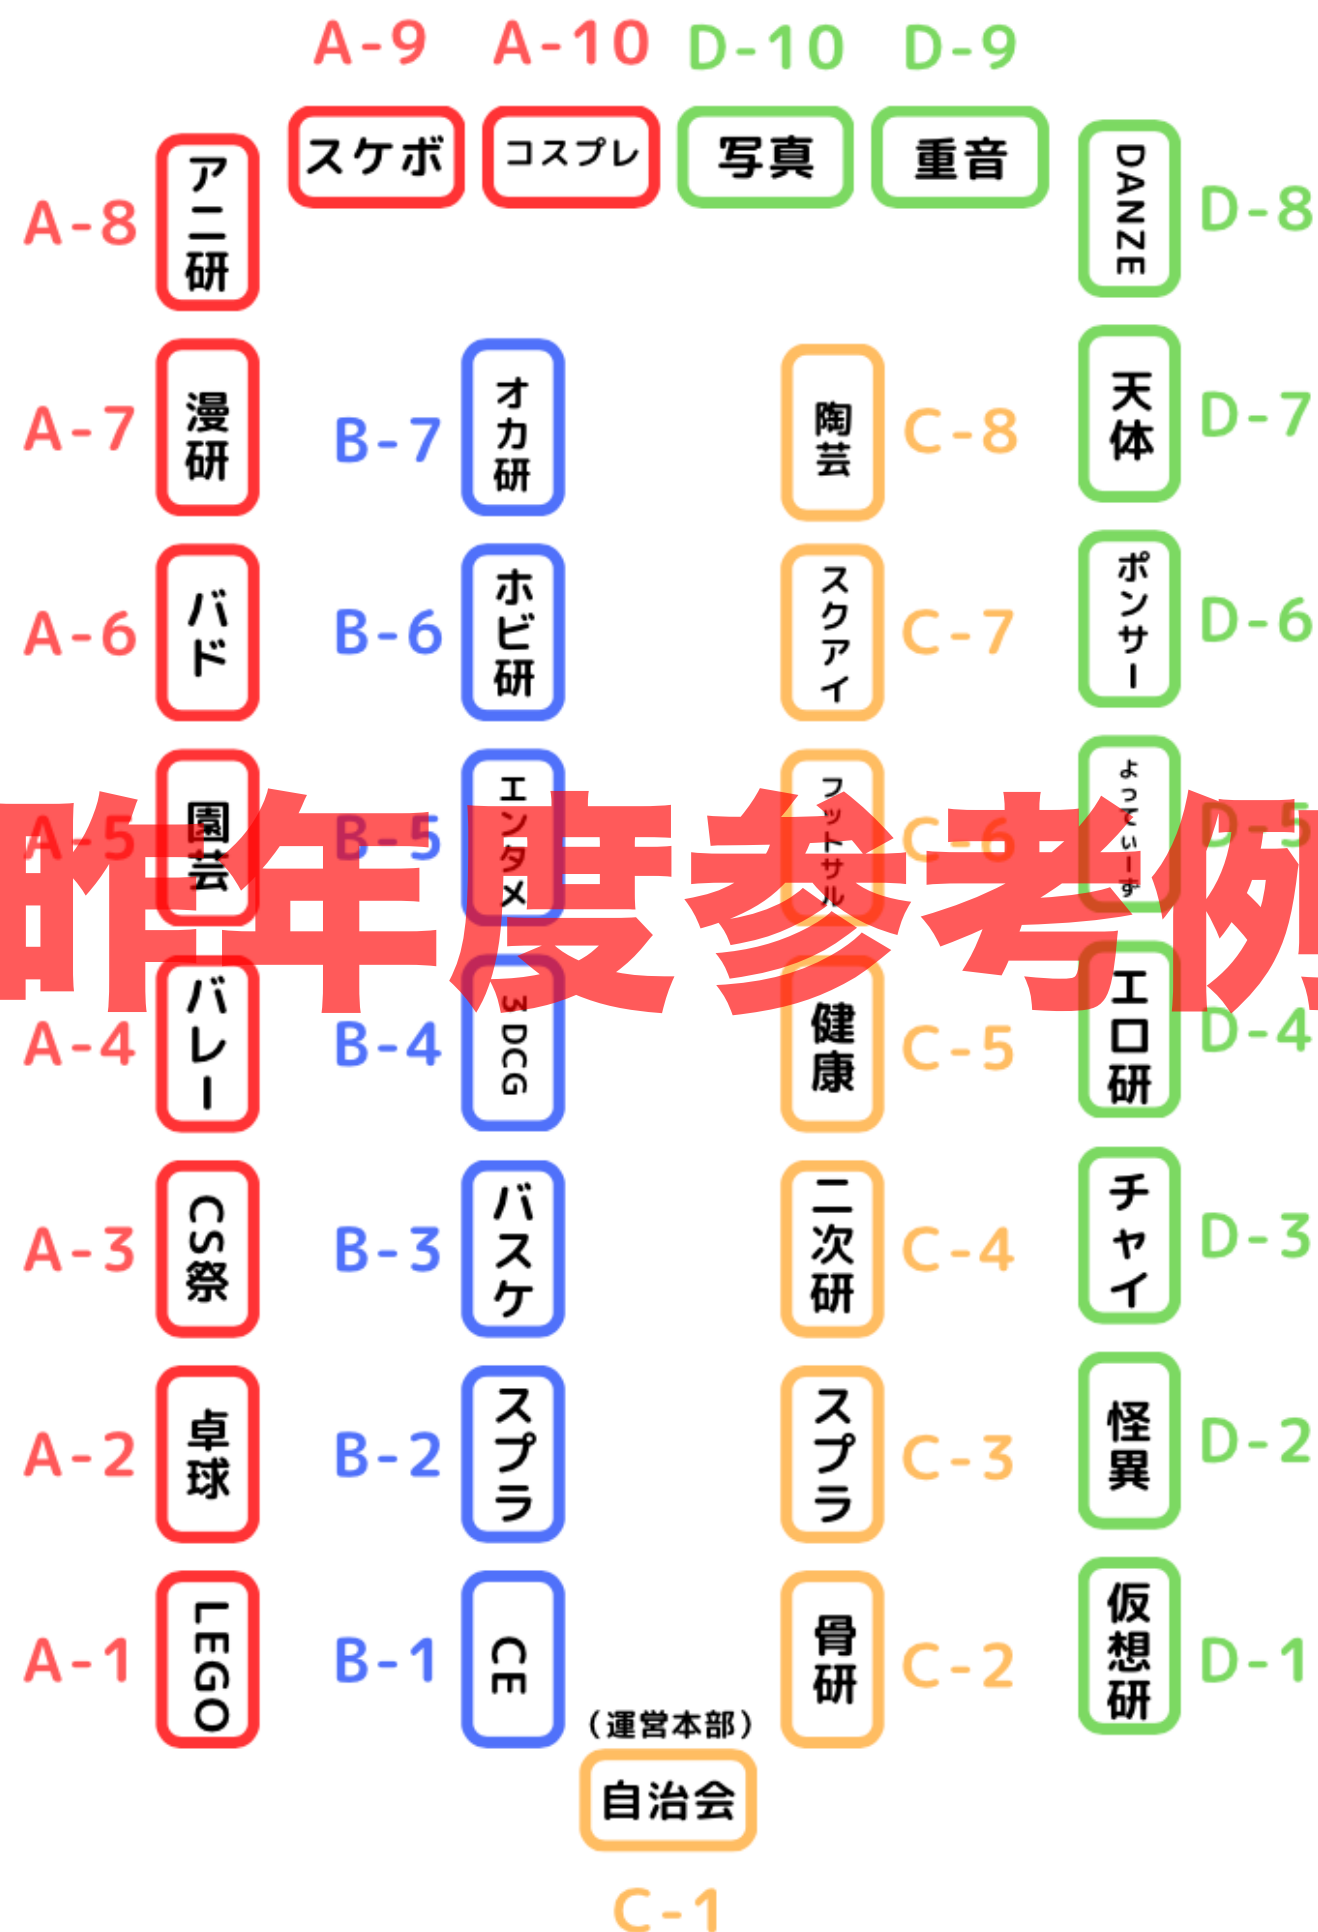 A-9 A-10 D-10 D-9
スケボ コスプレ 写真 重音
A-8 アニ研 DANZE D-8
A-7 漫研 B-7 オカ研 陶芸 C-8 天体 D-7
A-6 バド B-6 ホビ研 スクアイ C-7 ポンサー D-6
A-5 園芸 B-5 エンタメ フットサル C-6 よってぃーず D-5
昨年度参考例
A-4 バレー B-4 3DCG 健康 C-5 エロ研 D-4
A-3 CS祭 B-3 バスケ 二次研 C-4 チャイ D-3
A-2 卓球 B-2 スプラ スプラ C-3 怪異 D-2
A-1 LEGO B-1 CE 骨研 C-2 仮想研 D-1
（運営本部）
自治会
C-1